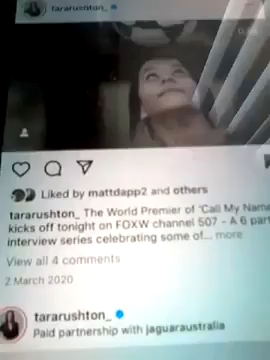 tararushton_
Liked by mattdapp2 and others
tararushton_ The World Premier of 'Call My Name
kicks off tonight on FOXW channel 507 - A 6 part
interview series celebrating some of... more
View all 4 comments
2 March 2020
tararushton_
Paid partnership with jaguaraustralia